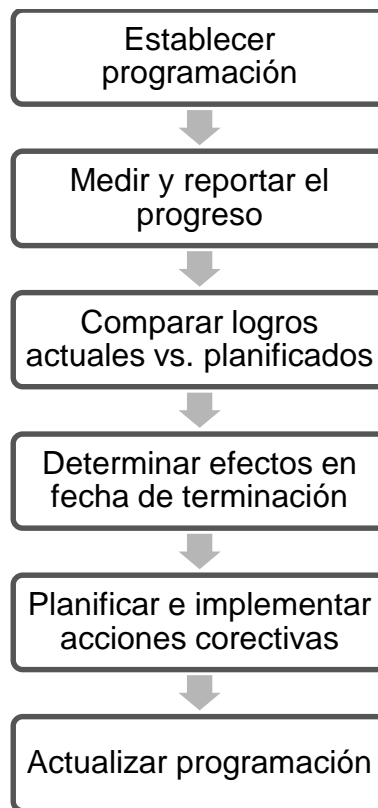 Establecer
programación
Medir y reportar el
progreso
Comparar logros
actuales vs. planificados
Determinar efectos en
fecha de terminación
Planificar e implementar
acciones corectivas
Actualizar programación